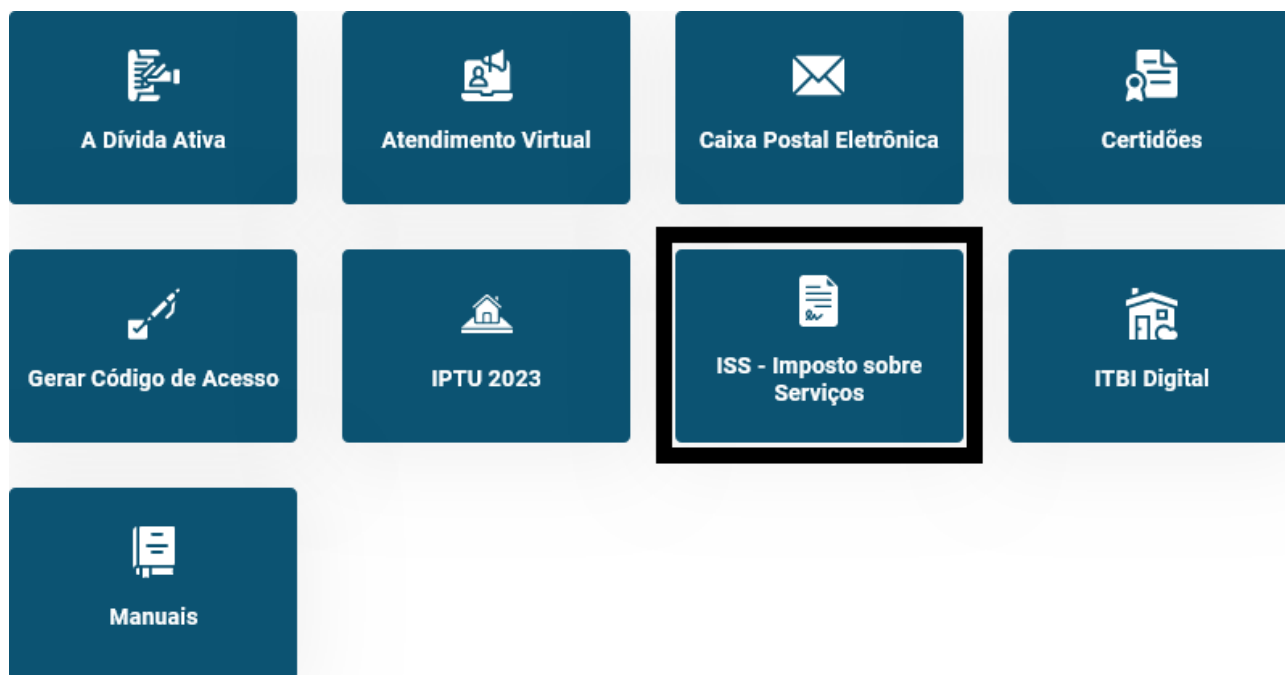 A Dívida Ativa
Atendimento Virtual
Caixa Postal Eletrônica
Certidões
Gerar Código de Acesso
IPTU 2023
ISS - Imposto sobre
Serviços
ITBI Digital
Manuais